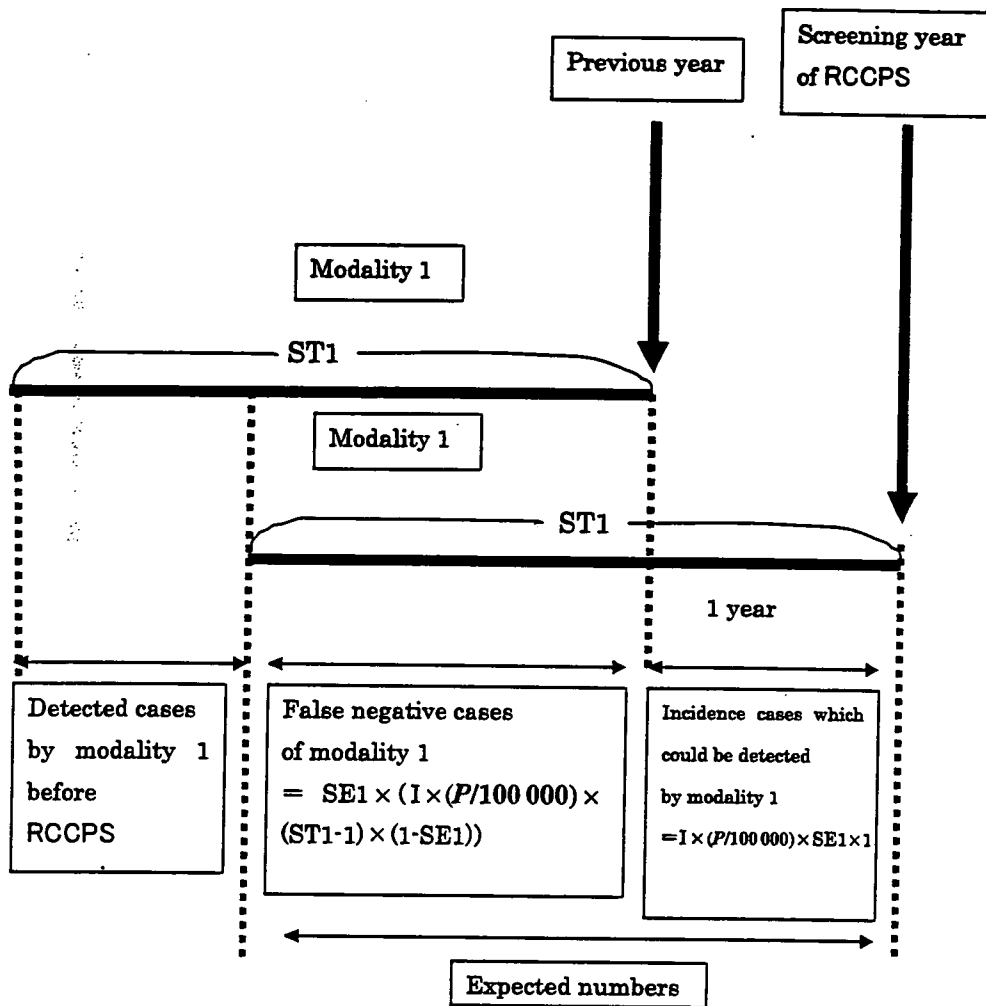 Screening year
of RCCPS
Previous year
Modality 1
ST1
Modality 1
ST1
1 year
Detected cases
by modality 1
before
RCCPS
False negative cases
of modality 1
= SE1×(I×(P/100 000)×
(ST1-1)×(1-SE1))
Incidence cases which
could be detected
by modality 1
=I×(P/100 000)×SE1×1
Expected numbers